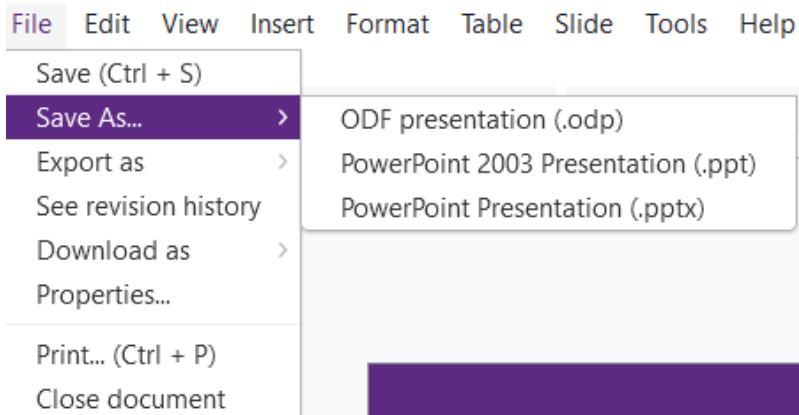 File Edit View Insert Format Table Slide Tools Help
Save (Ctrl + S)
Save As...
Export as
See revision history
Download as
Properties...
Print... (Ctrl + P)
Close document
ODF presentation (.odp)
PowerPoint 2003 Presentation (.ppt)
PowerPoint Presentation (.pptx)